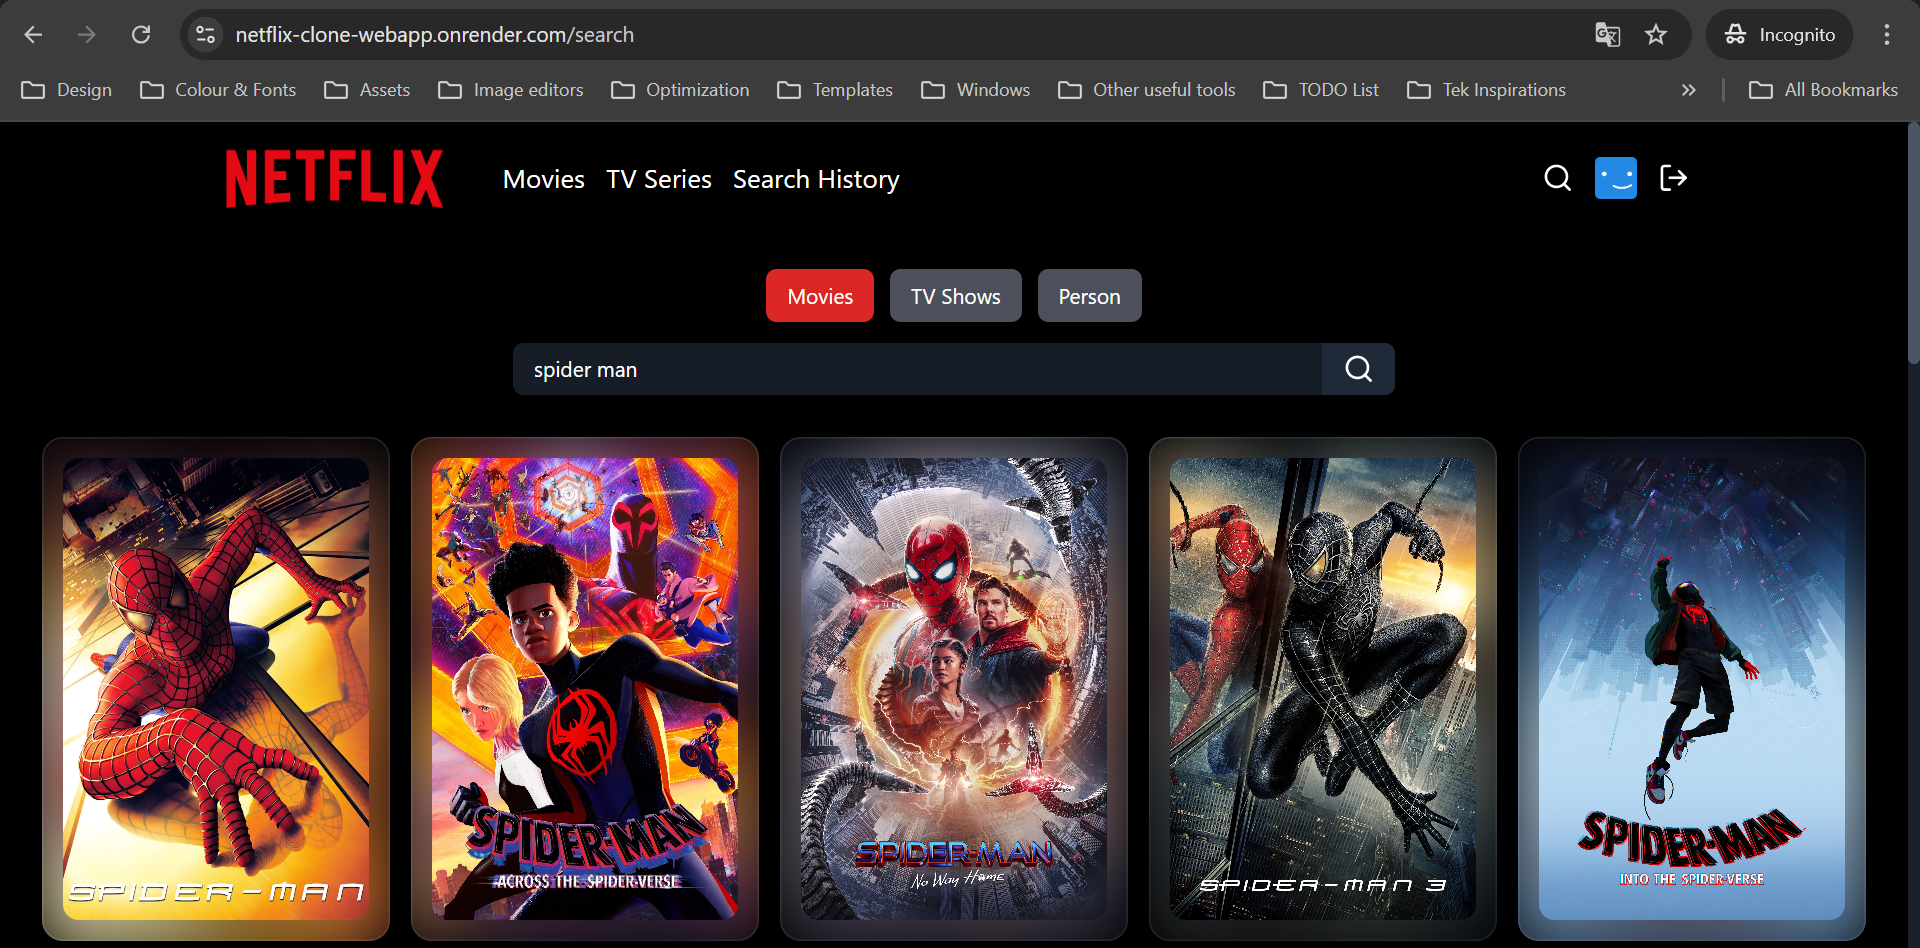 netflix-clone-webapp.onrender.com/search
Incognito
Design
Colour & Fonts
Assets
Image editors
Optimization
Templates
Windows
Other useful tools
TODO List
Tek Inspirations
All Bookmarks
NETFLIX
Movies
TV Series
Search History
Movies
TV Shows
Person
spider man
SPIDER-MAN
SPIDER-MAN
ACROSS THE SPIDER-VERSE
SPIDER-MAN
No Way Home
SPIDER-MAN 3
SPIDER-MAN
INTO THE SPIDER-VERSE